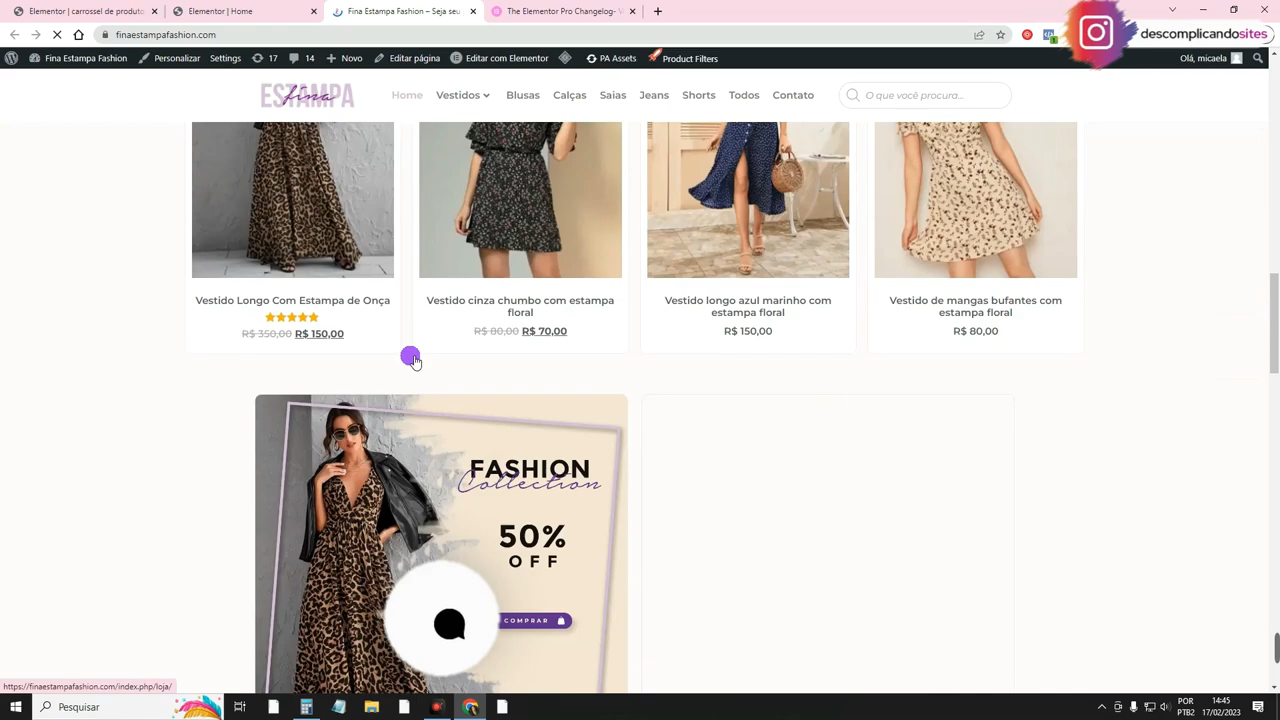 Elementor | carrossel de produto
Elementor | Home
Fina Estampa Fashion – Seja seu
The Elementor Pro Changelog- V
finaestampafashion.com
descomplicandosites
Fina Estampa Fashion
17
14
Novo
Personalizar
Settings
Editar página
Editar com Elementor
PA Assets
Product Filters
Olá, micaela
ESTAMPA
fina
Home
Vestidos
Blusas
Calças
Saias
Jeans
Shorts
Todos
Contato
O que você procura...
Vestido Longo Com Estampa de Onça
R$ 350,00 R$ 150,00
Vestido cinza chumbo com estampa
floral
R$ 80,00 R$ 70,00
Vestido longo azul marinho com
estampa floral
R$ 150,00
Vestido de mangas bufantes com
estampa floral
R$ 80,00
FASHION
Collection
50%
OFF
COMPRAR
https://finaestampafashion.com/index.php/loja/
Pesquisar
POR
PTB2
14:45
17/02/2023